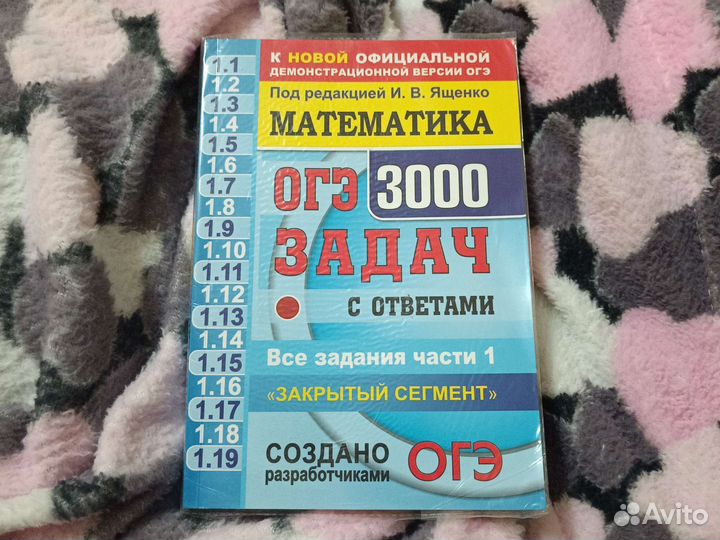 К НОВОЙ ОФИЦИАЛЬНОЙ
ДЕМОНСТРАЦИОННОЙ ВЕРСИИ ОГЭ
Под редакцией И. В. Ященко
МАТЕМАТИКА
ОГЭ 3000
ЗАДАЧ
С ОТВЕТАМИ
Все задания части 1
«ЗАКРЫТЫЙ СЕГМЕНТ»
СОЗДАНО
разработчиками ОГЭ
1.1
1.2
1.3
1.4
1.5
1.6
1.7
1.8
1.9
1.10
1.11
1.12
1.13
1.14
1.15
1.16
1.17
1.18
1.19
Avito